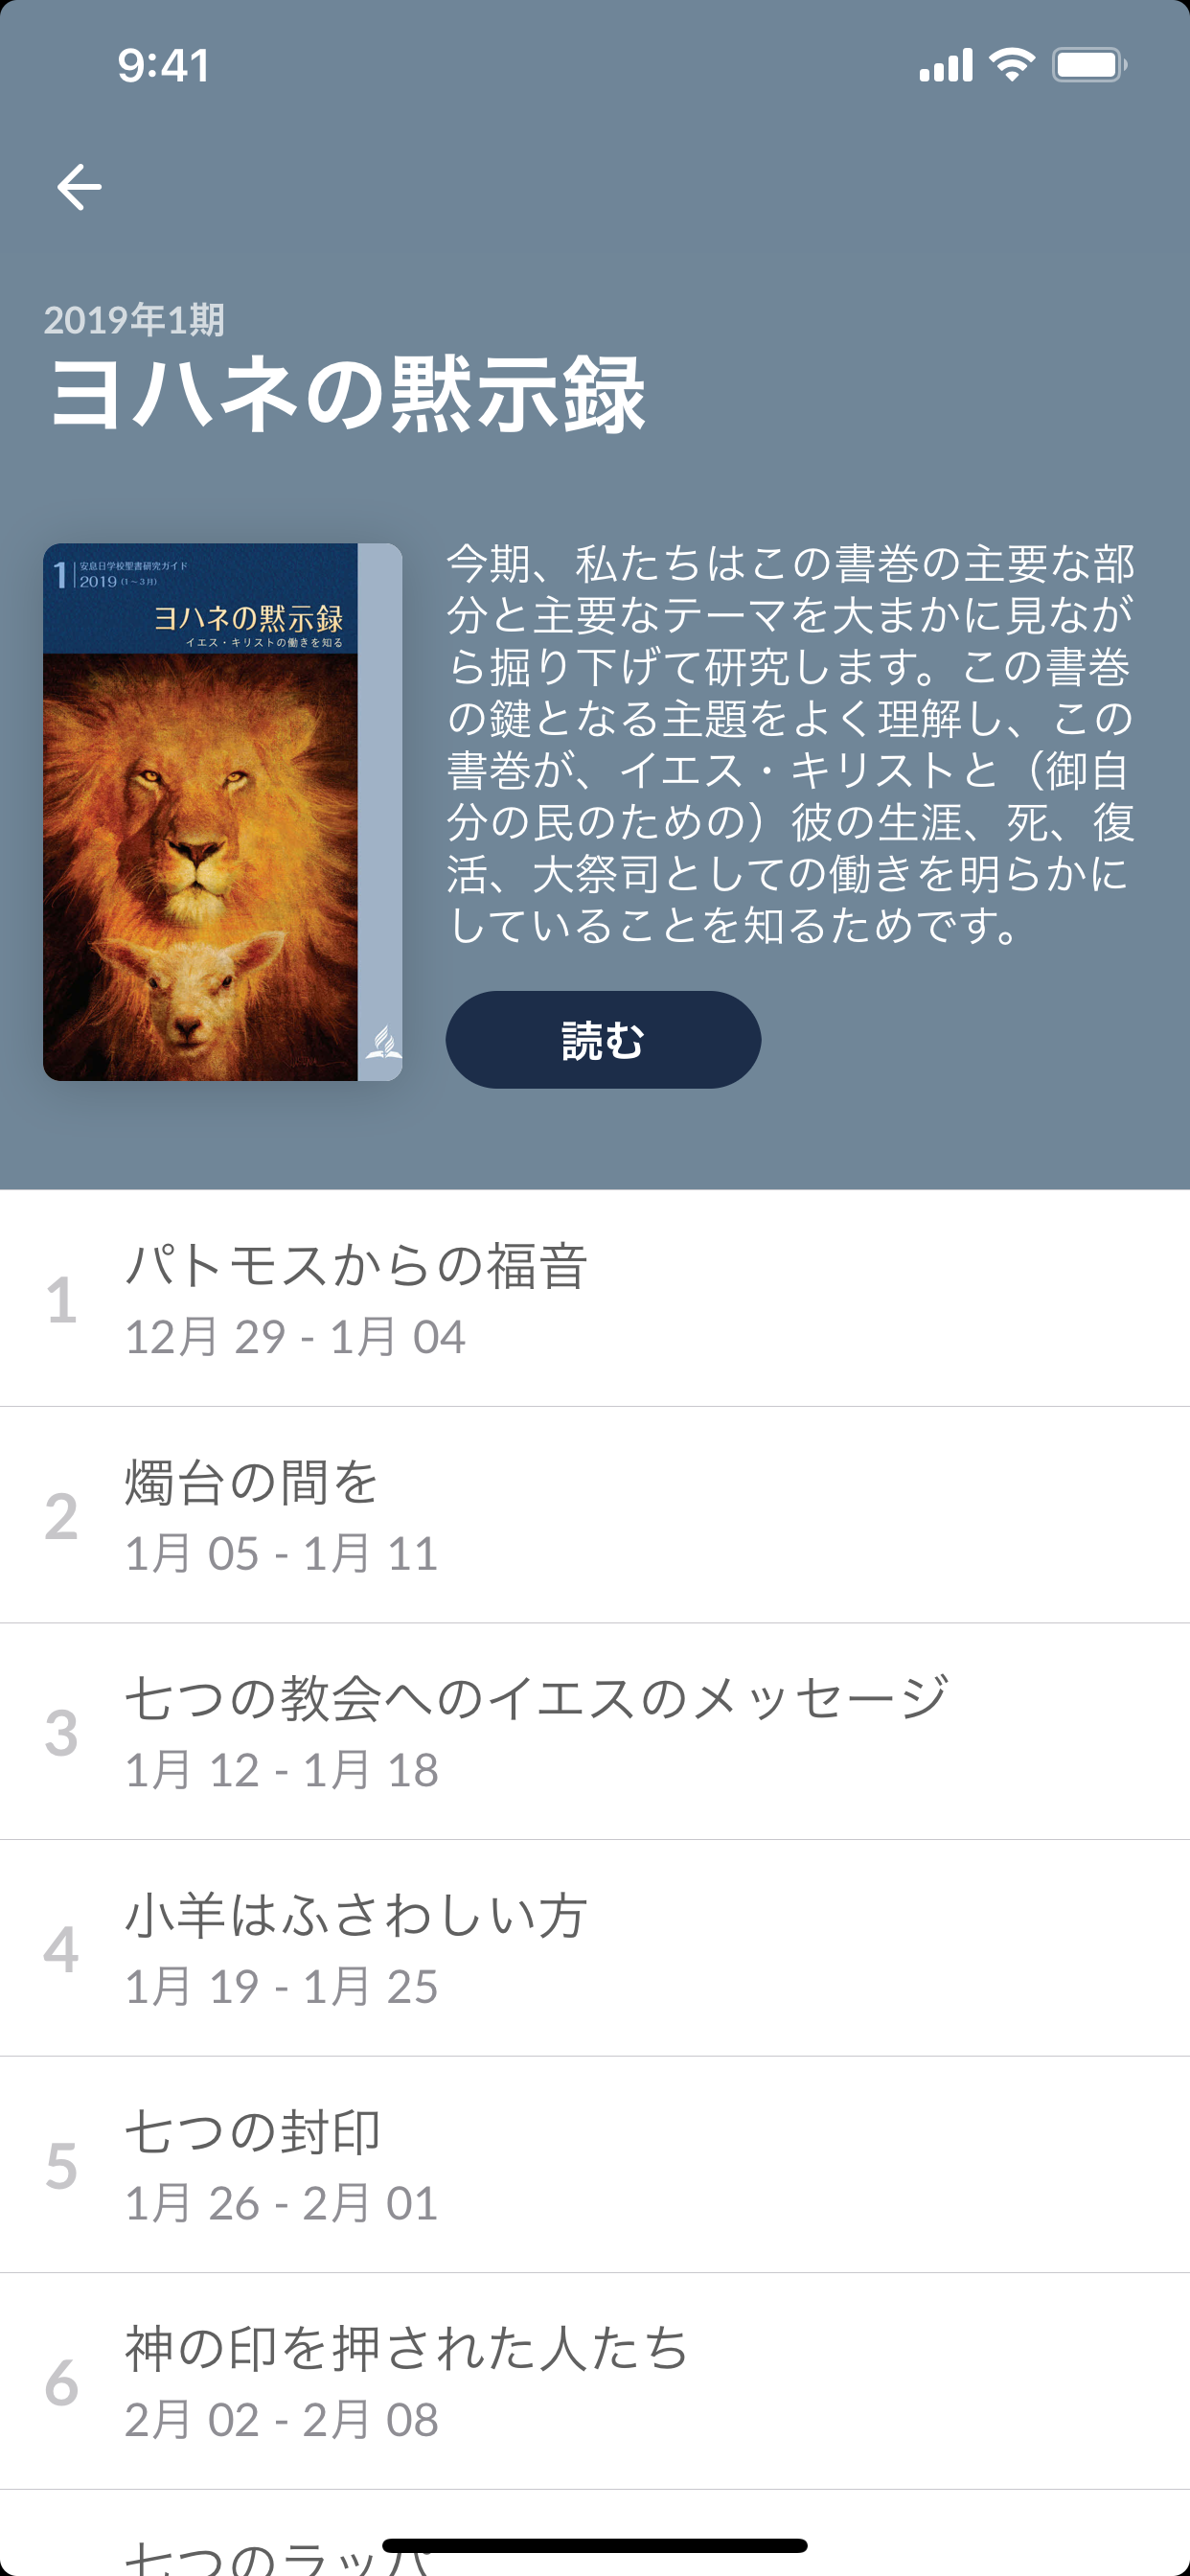 9:41
2019年1期
ヨハネの黙示録
1 安息日学校聖書研究ガイド
2019 (1～3月)
ヨハネの黙示録
イエス・キリストの働きを知る
今期、私たちはこの書巻の主要な部
分と主要なテーマを大まかに見なが
ら掘り下げて研究します。この書巻
の鍵となる主題をよく理解し、この
書巻が、イエス・キリストと（御自
分の民のための）彼の生涯、死、復
活、大祭司としての働きを明らかに
していることを知るためです。
読む
1
パトモスからの福音
12月 29 - 1月 04
2
燭台の間を
1月 05 - 1月 11
3
七つの教会へのイエスのメッセージ
1月 12 - 1月 18
4
小羊はふさわしい方
1月 19 - 1月 25
5
七つの封印
1月 26 - 2月 01
6
神の印を押された人たち
2月 02 - 2月 08
七つのラッパ